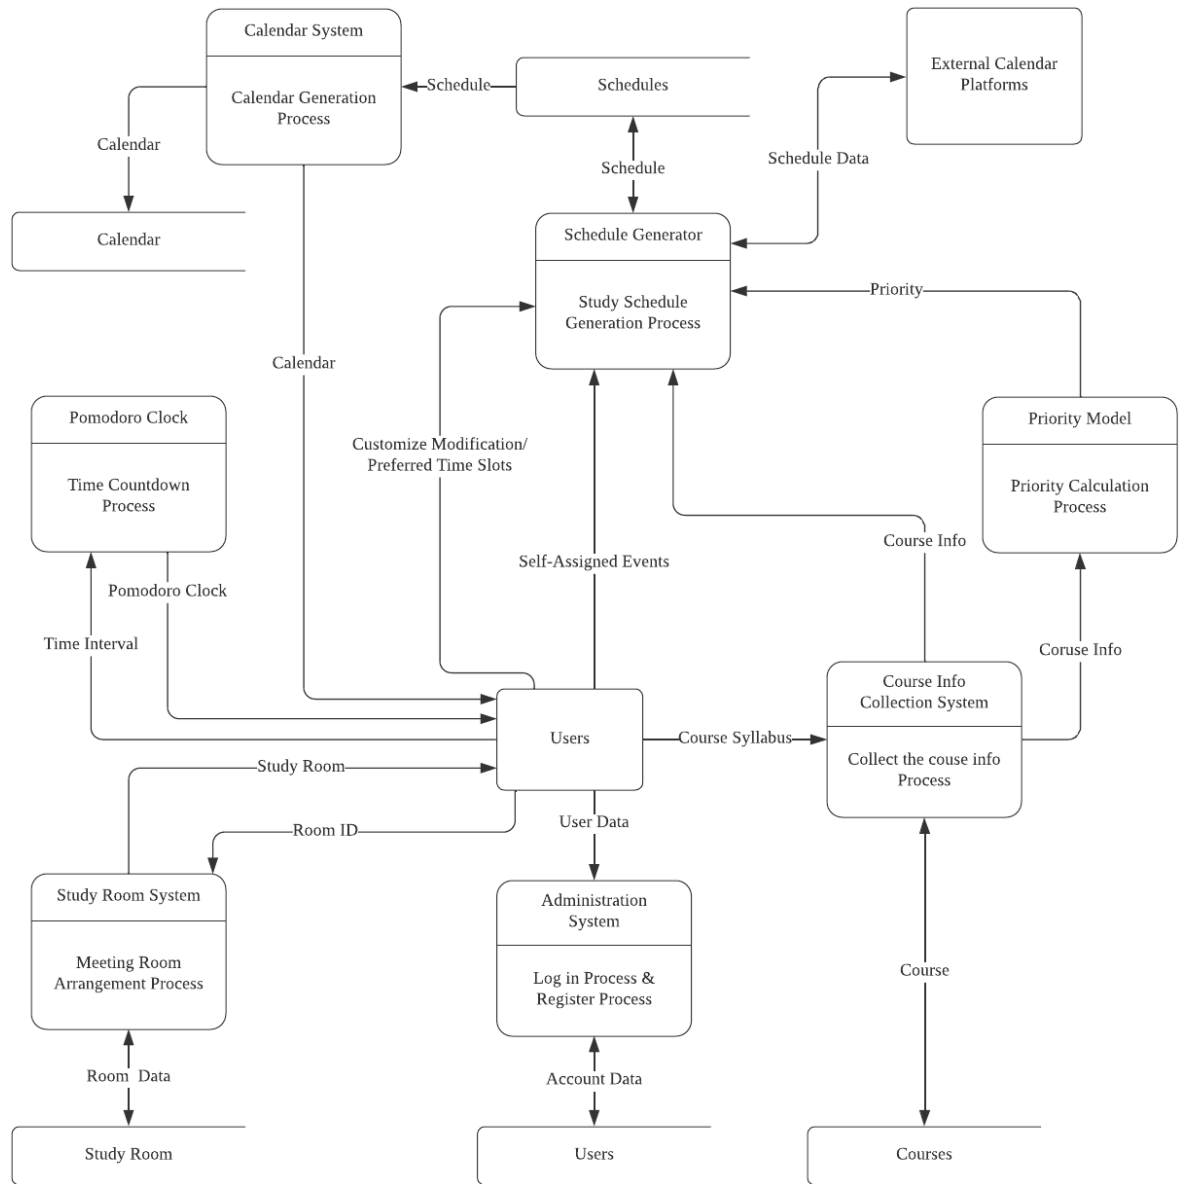 Calendar System
Calendar Generation
Process
Schedule
Schedules
External Calendar
Platforms
Calendar
Schedule Data
Schedule
Calendar
Schedule Generator
Study Schedule
Generation Process
Priority
Calendar
Pomodoro Clock
Time Countdown
Process
Customize Modification/
Preferred Time Slots
Priority Model
Priority Calculation
Process
Course Info
Self-Assigned Events
Pomodoro Clock
Time Interval
Coruse Info
Course Info
Collection System
Collect the couse info
Process
Users
Course Syllabus
Study Room
Room ID
User Data
Study Room System
Meeting Room
Arrangement Process
Administration
System
Log in Process &
Register Process
Course
Room Data
Account Data
Study Room
Users
Courses